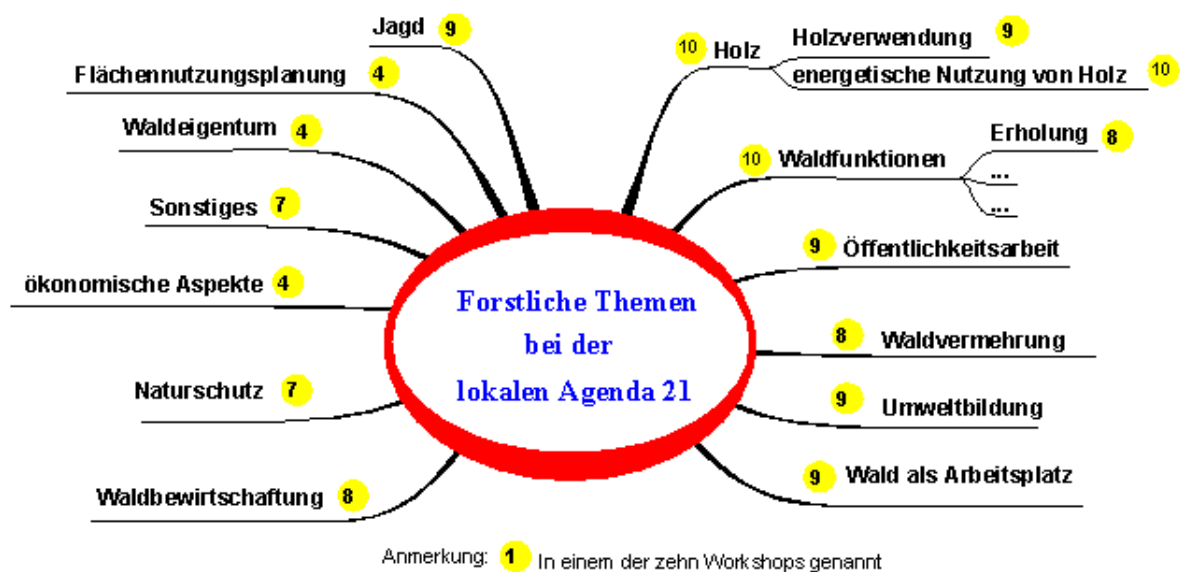 Jagd 9
Flächennutzungsplanung 4
Waldeigentum 4
Sonstiges 7
ökonomische Aspekte 4
Naturschutz 7
Waldbewirtschaftung 8
Forstliche Themen
bei der
lokalen Agenda 21
10 Holz
Holzverwendung 9
energetische Nutzung von Holz 10
10 Waldfunktionen
Erholung 8
...
...
9 Öffentlichkeitsarbeit
8 Waldvermehrung
9 Umweltbildung
9 Wald als Arbeitsplatz
Anmerkung: 1 In einem der zehn Workshops genannt